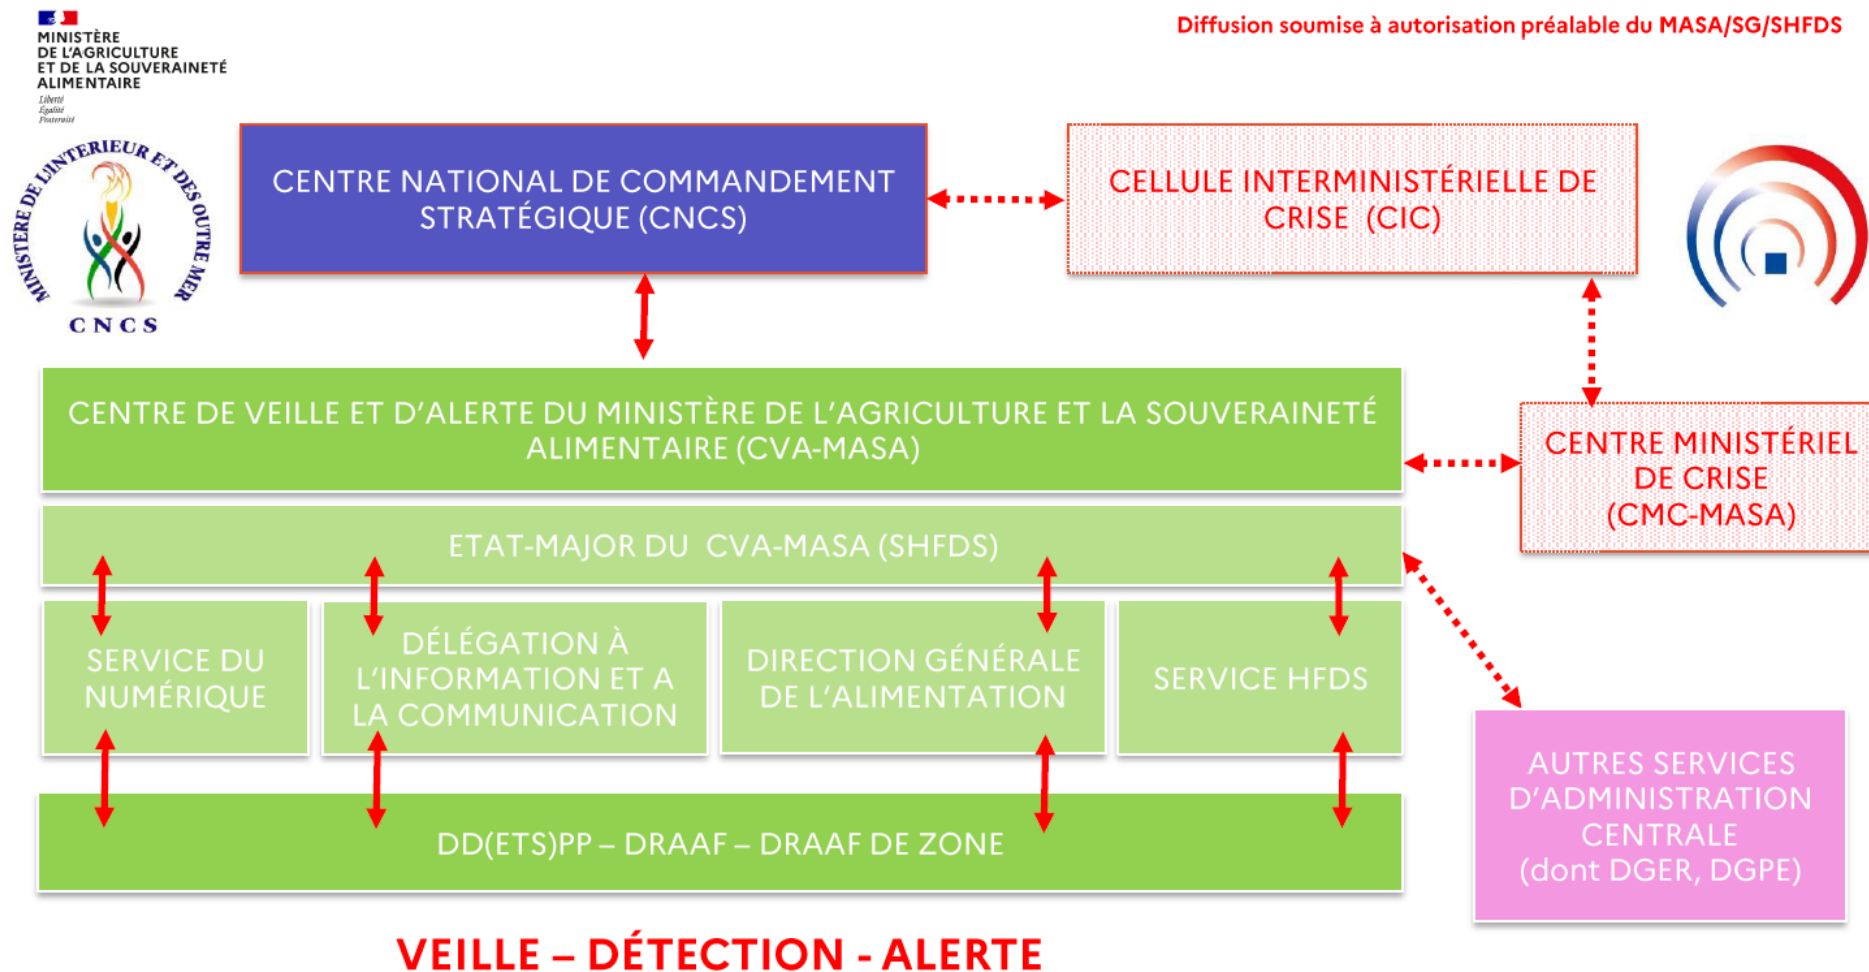 MINISTÈRE
DE L'AGRICULTURE
ET DE LA SOUVERAINETÉ
ALIMENTAIRE
Liberté
Égalité
Fraternité
Diffusion soumise à autorisation préalable du MASA/SG/SHFDS
MINISTERE DE L'INTERIEUR ET DES OUTRE MER
CNCS
CENTRE NATIONAL DE COMMANDEMENT
STRATÉGIQUE (CNCS)
CELLULE INTERMINISTÉRIELLE DE
CRISE (CIC)
CENTRE DE VEILLE ET D'ALERTE DU MINISTÈRE DE L'AGRICULTURE ET LA SOUVERAINETÉ
ALIMENTAIRE (CVA-MASA)
CENTRE MINISTÉRIEL
DE CRISE
(CMC-MASA)
ETAT-MAJOR DU CVA-MASA (SHFDS)
SERVICE DU
NUMÉRIQUE
DÉLÉGATION À
L'INFORMATION ET A
LA COMMUNICATION
DIRECTION GÉNÉRALE
DE L'ALIMENTATION
SERVICE HFDS
AUTRES SERVICES
D'ADMINISTRATION
CENTRALE
(dont DGER, DGPE)
DD(ETS)PP – DRAAF – DRAAF DE ZONE
VEILLE – DÉTECTION - ALERTE